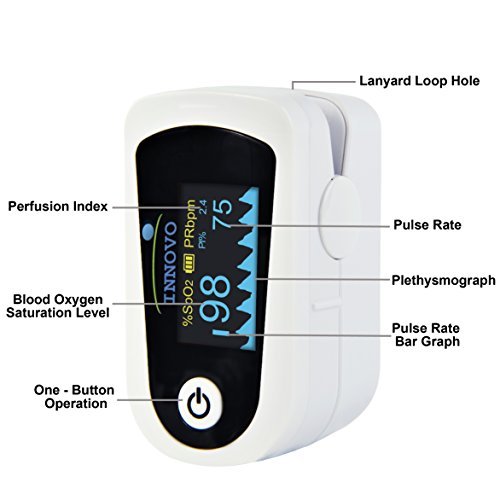 Lanyard Loop Hole
Perfusion Index
Pulse Rate
Plethysmograph
Blood Oxygen
Saturation Level
Pulse Rate
Bar Graph
One - Button
Operation
INNOVO
%SpO2 PRbpm
98
PI% 2.4
75